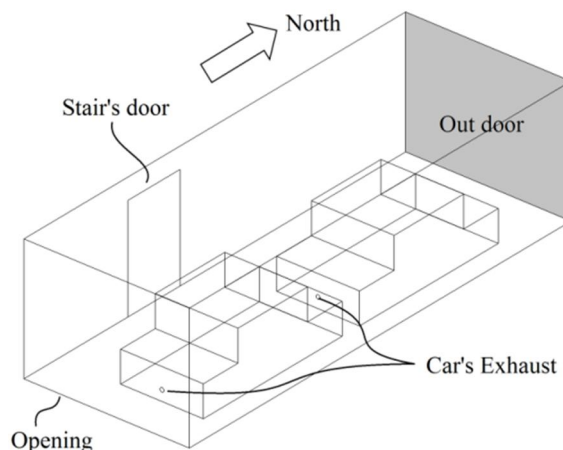 North
Stair's door
Out door
Car's Exhaust
Opening